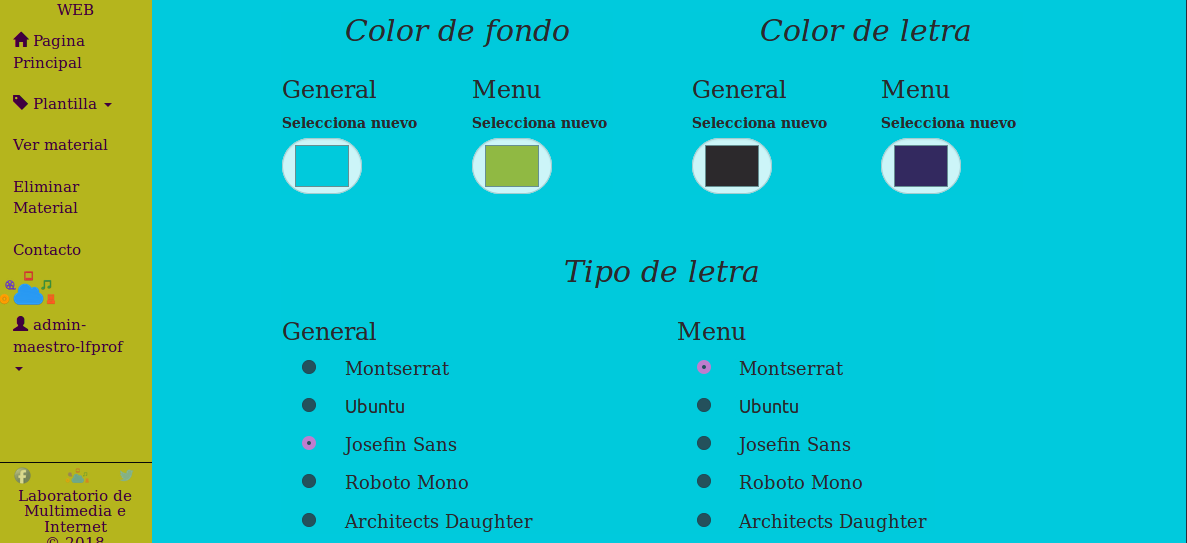 WEB
Pagina
Principal
Plantilla
Ver material
Eliminar
Material
Contacto
admin-
maestro-lfprof
Laboratorio de
Multimedia e
Internet
© 2018
Color de fondo
General
Menu
Selecciona nuevo
Selecciona nuevo
Color de letra
General
Menu
Selecciona nuevo
Selecciona nuevo
Tipo de letra
General
Montserrat
Ubuntu
Josefin Sans
Roboto Mono
Architects Daughter
Menu
Montserrat
Ubuntu
Josefin Sans
Roboto Mono
Architects Daughter